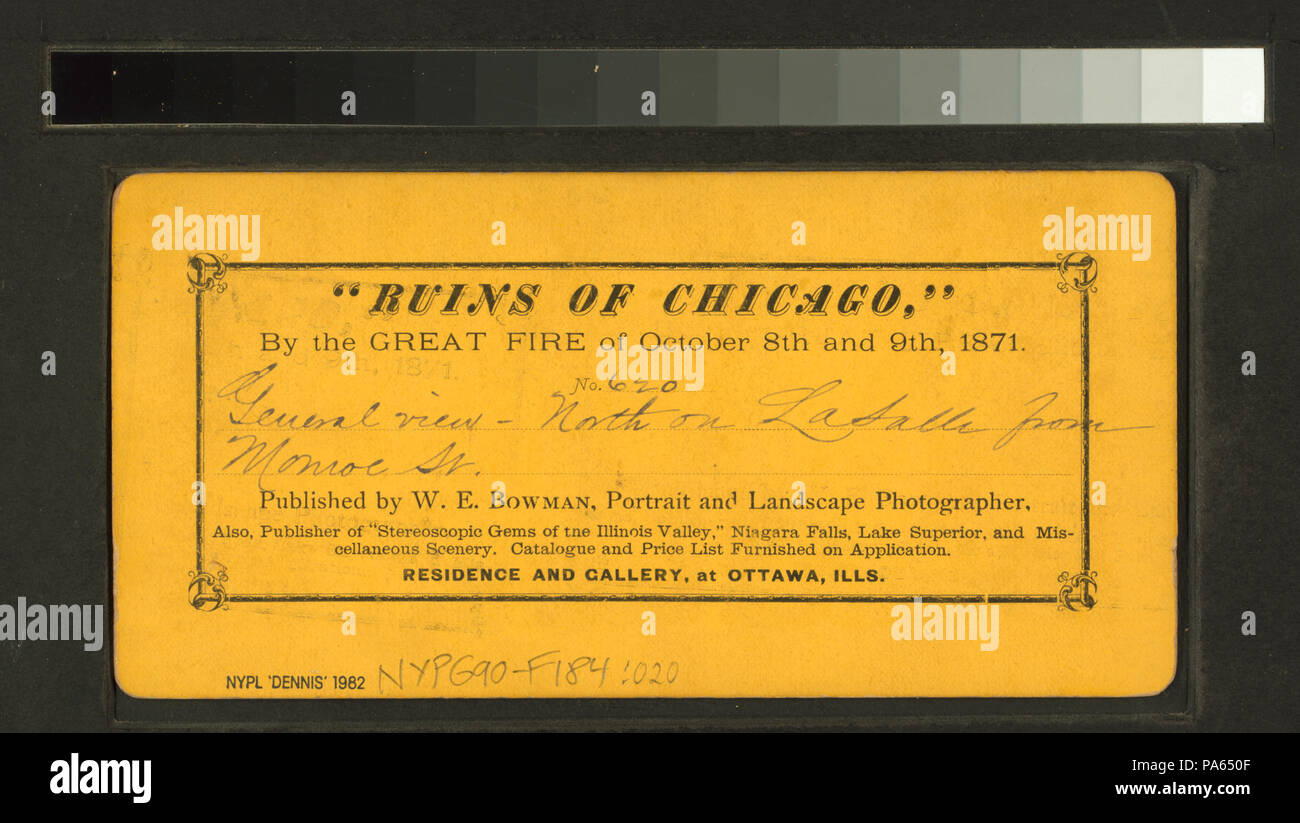 "RUINS OF CHICAGO,"
By the GREAT FIRE of October 8th and 9th, 1871.
No. 620
General view - North on LaSalle from
Monroe St.
Published by W. E. BOWMAN, Portrait and Landscape Photographer,
Also, Publisher of "Stereoscopic Gems of tne Illinois Valley," Niagara Falls, Lake Superior, and Mis-
cellaneous Scenery. Catalogue and Price List Furnished on Application.
RESIDENCE AND GALLERY, at OTTAWA, ILLS.
NYPL 'DENNIS' 1982 NYPG90-F184 :020
alamy
Image ID: PA650F
www.alamy.com